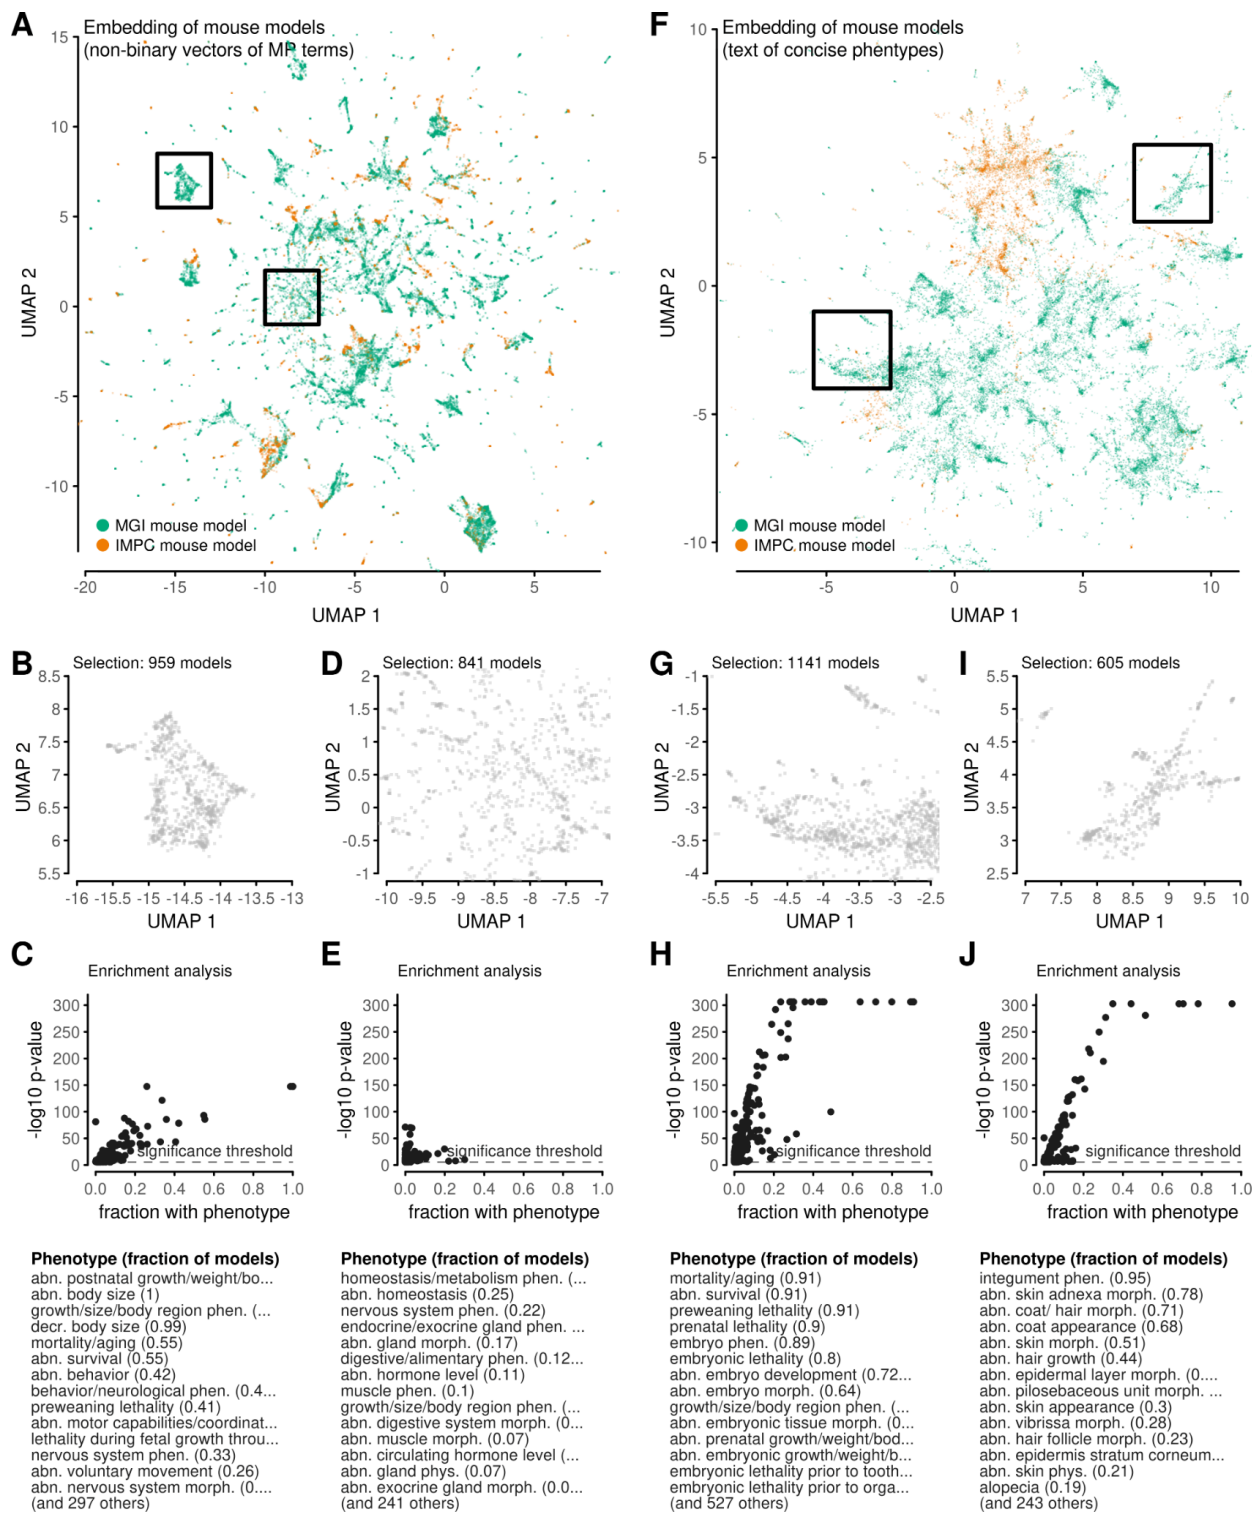 A
Embedding of mouse models
(non-binary vectors of MP terms)
UMAP 2
15
10
5
0
-5
-10
MGI mouse model
IMPC mouse model
-20
-15
-10
-5
0
5
UMAP 1
F
Embedding of mouse models
(text of concise phentypes)
UMAP 2
10
5
0
-5
-10
MGI mouse model
IMPC mouse model
-5
0
5
10
UMAP 1
B
Selection: 959 models
UMAP 2
8.5
8
7.5
7
6.5
6
5.5
-16 -15.5 -15 -14.5 -14 -13.5 -13
UMAP 1
D
Selection: 841 models
UMAP 2
2
1.5
1
0.5
0
-0.5
-1
-10 -9.5 -9 -8.5 -8 -7.5 -7
UMAP 1
G
Selection: 1141 models
UMAP 2
-1
-1.5
-2
-2.5
-3
-3.5
-4
-5.5 -5 -4.5 -4 -3.5 -3 -2.5
UMAP 1
I
Selection: 605 models
UMAP 2
5.5
5
4.5
4
3.5
3
2.5
7 7.5 8 8.5 9 9.5 10
UMAP 1
C
Enrichment analysis
-log10 p-value
300
250
200
150
100
50
0
significance threshold
0.0 0.2 0.4 0.6 0.8 1.0
fraction with phenotype
E
Enrichment analysis
-log10 p-value
300
250
200
150
100
50
0
significance threshold
0.0 0.2 0.4 0.6 0.8 1.0
fraction with phenotype
H
Enrichment analysis
-log10 p-value
300
250
200
150
100
50
0
significance threshold
0.0 0.2 0.4 0.6 0.8 1.0
fraction with phenotype
J
Enrichment analysis
-log10 p-value
300
250
200
150
100
50
0
significance threshold
0.0 0.2 0.4 0.6 0.8 1.0
fraction with phenotype
Phenotype (fraction of models)
abn. postnatal growth/weight/bo...
abn. body size (1)
growth/size/body region phen. (...
decr. body size (0.99)
mortality/aging (0.55)
abn. survival (0.55)
abn. behavior (0.42)
behavior/neurological phen. (0.4...
preweaning lethality (0.41)
abn. motor capabilities/coordinat...
lethality during fetal growth throu...
nervous system phen. (0.33)
abn. voluntary movement (0.26)
abn. nervous system morph. (0....
(and 297 others)
Phenotype (fraction of models)
homeostasis/metabolism phen. (...
abn. homeostasis (0.25)
nervous system phen. (0.22)
endocrine/exocrine gland phen. ...
abn. gland morph. (0.17)
digestive/alimentary phen. (0.12...
abn. hormone level (0.11)
muscle phen. (0.1)
growth/size/body region phen. (...
abn. digestive system morph. (0...
abn. muscle morph. (0.07)
abn. circulating hormone level (...
abn. gland phys. (0.07)
abn. exocrine gland morph. (0.0...
(and 241 others)
Phenotype (fraction of models)
mortality/aging (0.91)
abn. survival (0.91)
preweaning lethality (0.91)
prenatal lethality (0.9)
embryo phen. (0.89)
embryonic lethality (0.8)
abn. embryo development (0.72...
abn. embryo morph. (0.64)
growth/size/body region phen. (...
abn. embryonic tissue morph. (0...
abn. prenatal growth/weight/bod...
abn. embryonic growth/weight/b...
embryonic lethality prior to tooth...
embryonic lethality prior to orga...
(and 527 others)
Phenotype (fraction of models)
integument phen. (0.95)
abn. skin adnexa morph. (0.78)
abn. coat/ hair morph. (0.71)
abn. coat appearance (0.68)
abn. skin morph. (0.51)
abn. hair growth (0.44)
abn. epidermal layer morph. (0....
abn. pilosebaceous unit morph. ...
abn. skin appearance (0.3)
abn. vibrissa morph. (0.28)
abn. hair follicle morph. (0.23)
abn. epidermis stratum corneum...
abn. skin phys. (0.21)
alopecia (0.19)
(and 243 others)